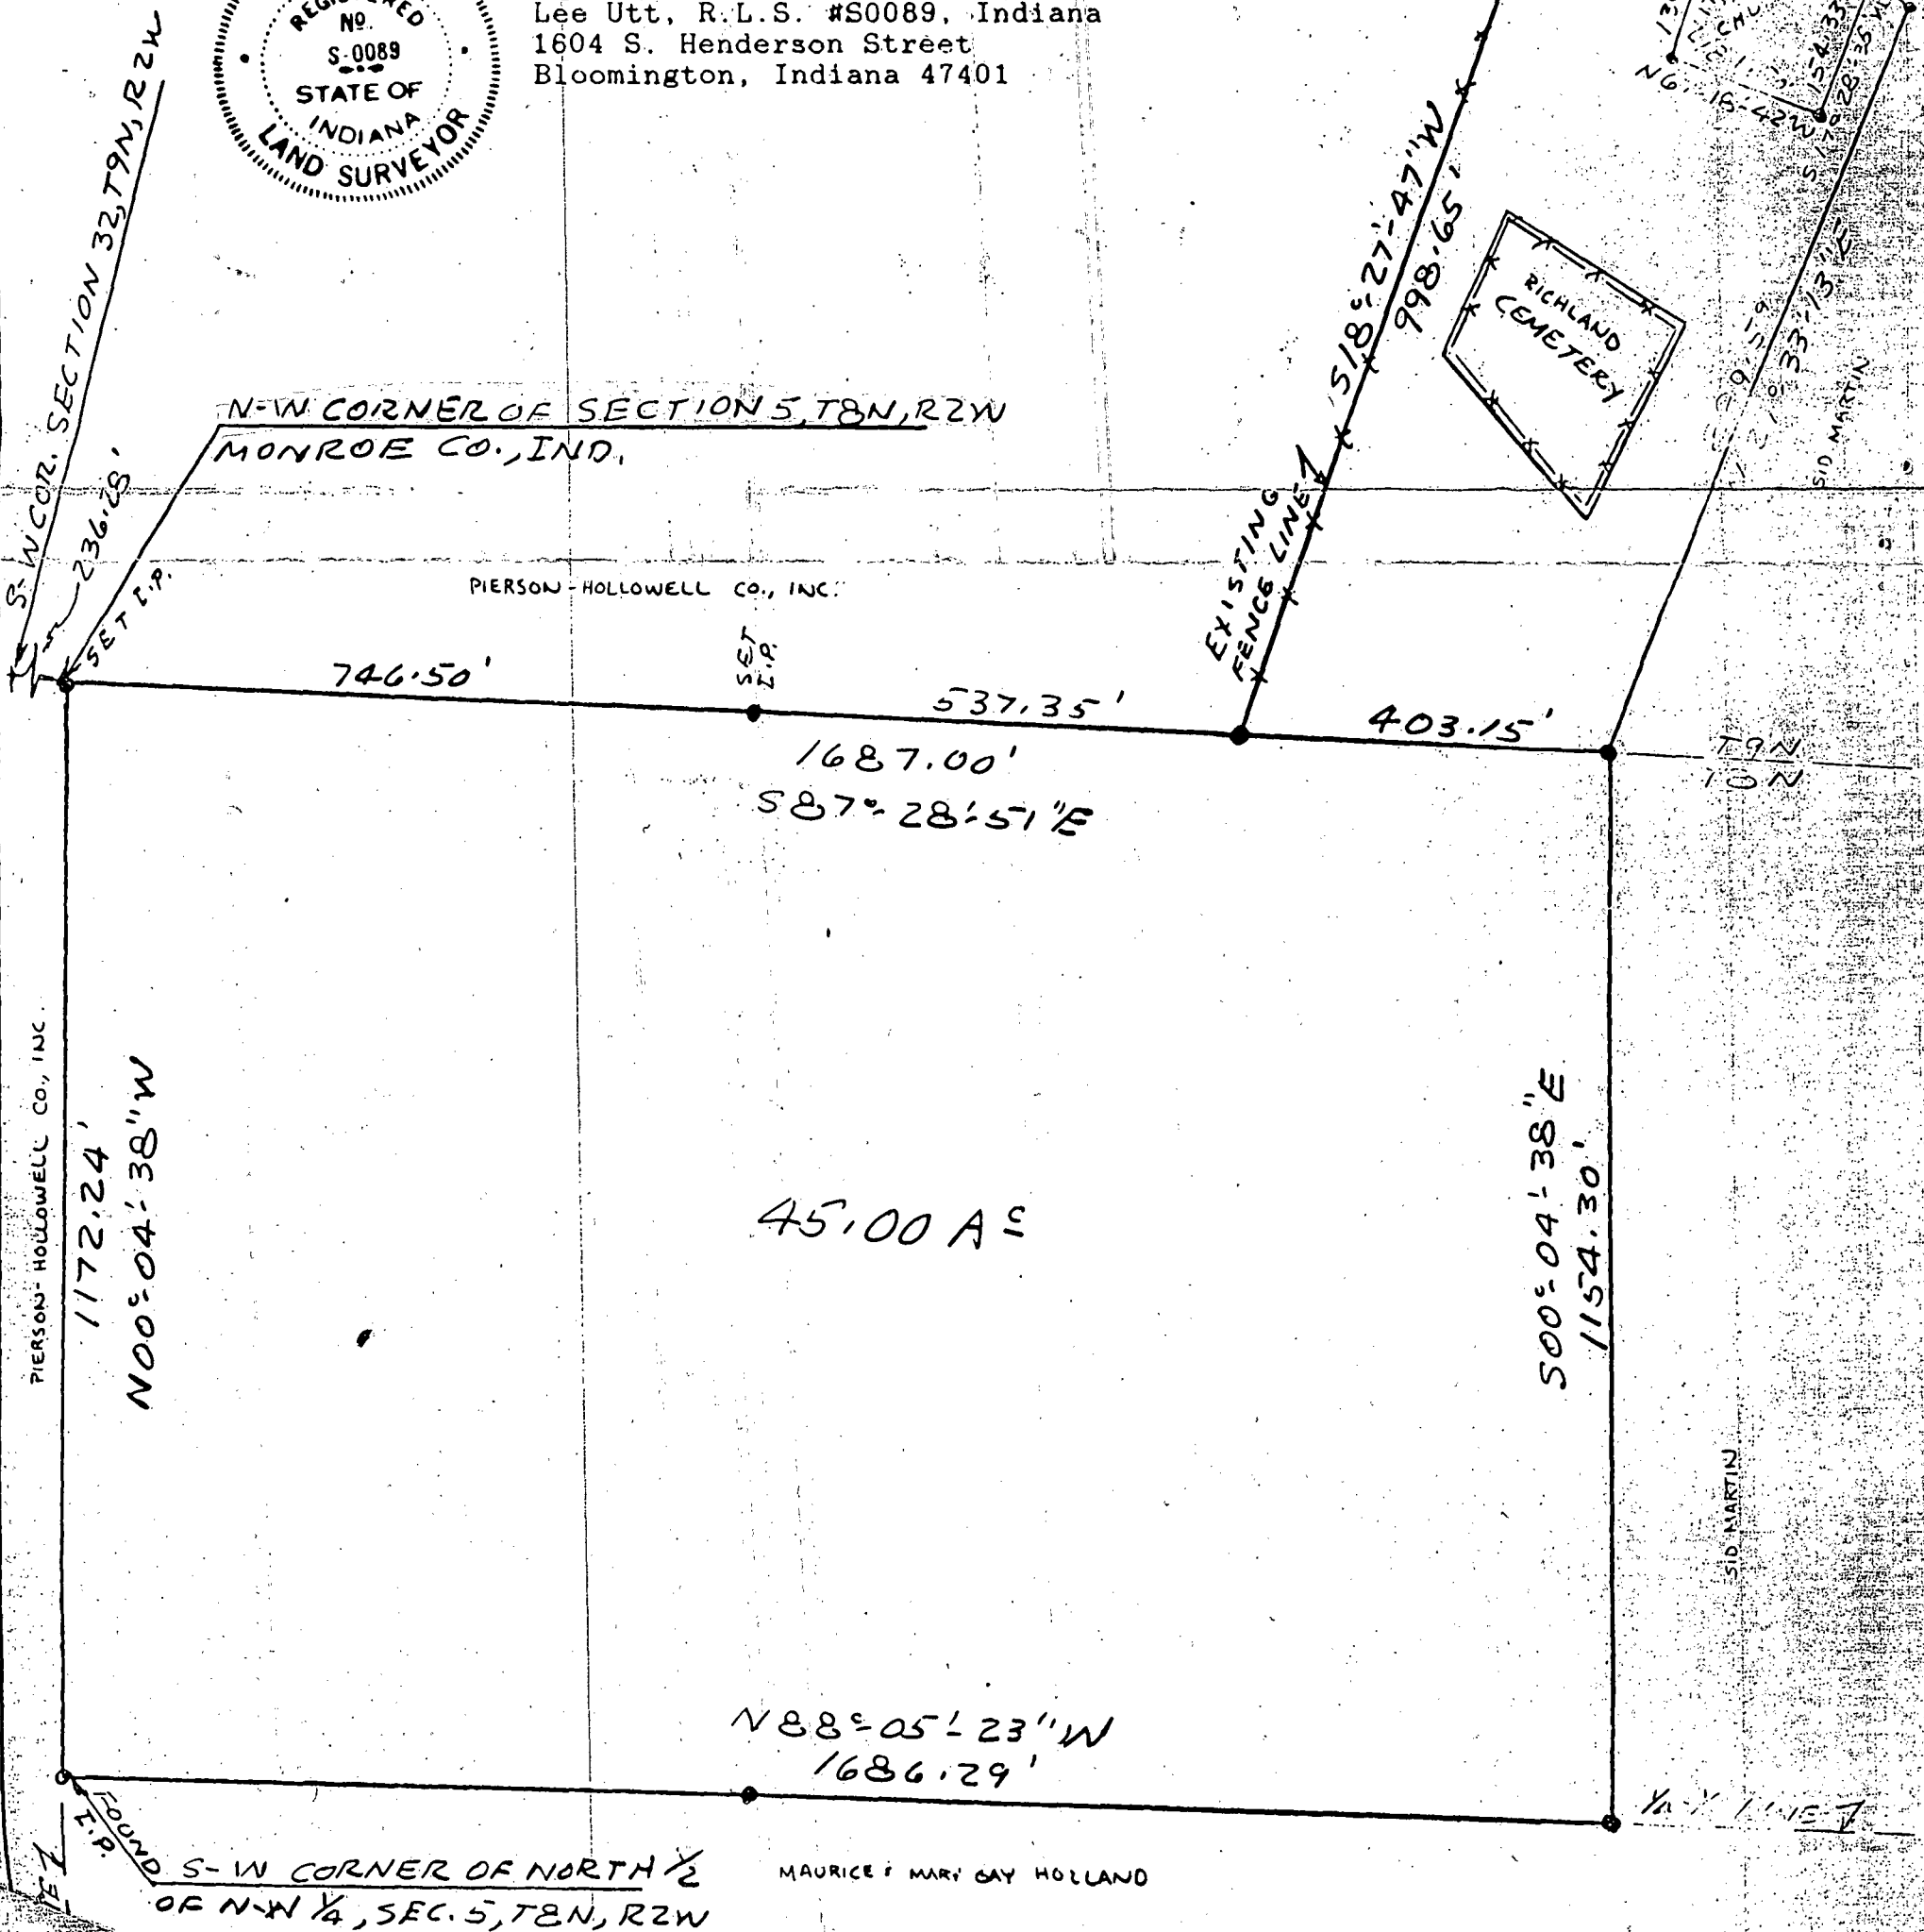 REGISTERED
No.
S-0089
STATE OF
INDIANA
LAND SURVEYOR
Lee Utt, R.L.S. #S0089, Indiana
1604 S. Henderson Street
Bloomington, Indiana 47401
S-W COR. SECTION 32, T9N, R2W
236.28'
N-W CORNER OF SECTION 5, T8N, R2W
MONROE CO., IND.
SET I.P.
PIERSON-HOLLOWELL CO., INC.
S18°-27'-47"W
998.65'
RICHLAND
CEMETERY
EXISTING
FENCE LINE
SID MARTIN
746.50'
SET
I.P.
537.35'
403.15'
1687.00'
S87°-28'-51"E
T9N
PIERSON-HOLLOWELL CO., INC.
1172.24'
N00°-04'-38"W
45.00 Ac
S00°-04'-38"E
1154.30'
SID MARTIN
N88°-05'-23"W
1686.29'
FOUND
I.P.
S-W CORNER OF NORTH 1/2
OF N-W 1/4, SEC. 5, T8N, R2W
MAURICE & MARY GAY HOLLAND